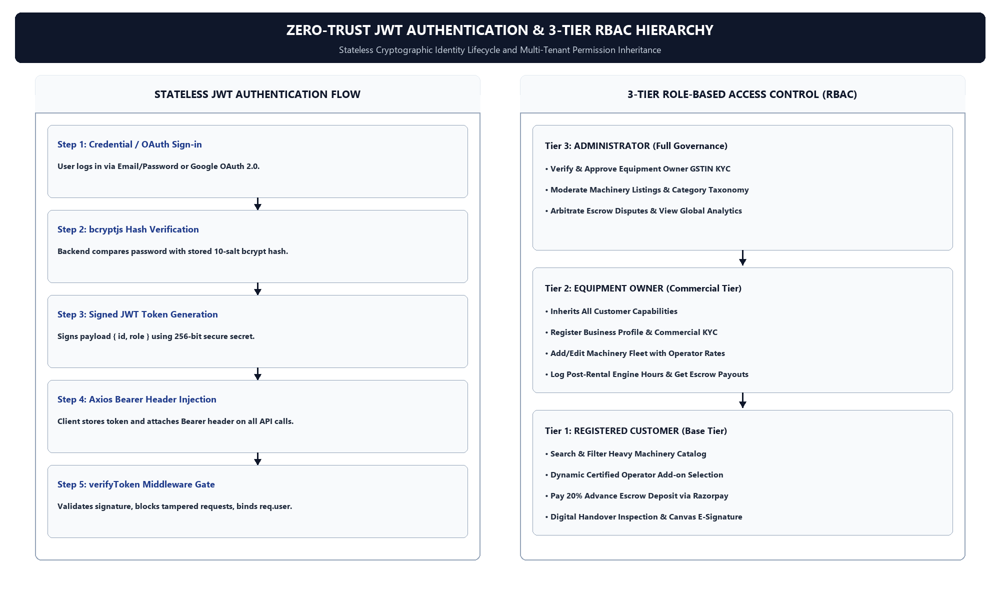 ZERO-TRUST JWT AUTHENTICATION & 3-TIER RBAC HIERARCHY
Stateless Cryptographic Identity Lifecycle and Multi-Tenant Permission Inheritance
STATELESS JWT AUTHENTICATION FLOW
Step 1: Credential / OAuth Sign-in
User logs in via Email/Password or Google OAuth 2.0.
Step 2: bcryptjs Hash Verification
Backend compares password with stored 10-salt bcrypt hash.
Step 3: Signed JWT Token Generation
Signs payload { id, role } using 256-bit secure secret.
Step 4: Axios Bearer Header Injection
Client stores token and attaches Bearer header on all API calls.
Step 5: verifyToken Middleware Gate
Validates signature, blocks tampered requests, binds req.user.
3-TIER ROLE-BASED ACCESS CONTROL (RBAC)
Tier 3: ADMINISTRATOR (Full Governance)
• Verify & Approve Equipment Owner GSTIN KYC
• Moderate Machinery Listings & Category Taxonomy
• Arbitrate Escrow Disputes & View Global Analytics
Tier 2: EQUIPMENT OWNER (Commercial Tier)
• Inherits All Customer Capabilities
• Register Business Profile & Commercial KYC
• Add/Edit Machinery Fleet with Operator Rates
• Log Post-Rental Engine Hours & Get Escrow Payouts
Tier 1: REGISTERED CUSTOMER (Base Tier)
• Search & Filter Heavy Machinery Catalog
• Dynamic Certified Operator Add-on Selection
• Pay 20% Advance Escrow Deposit via Razorpay
• Digital Handover Inspection & Canvas E-Signature